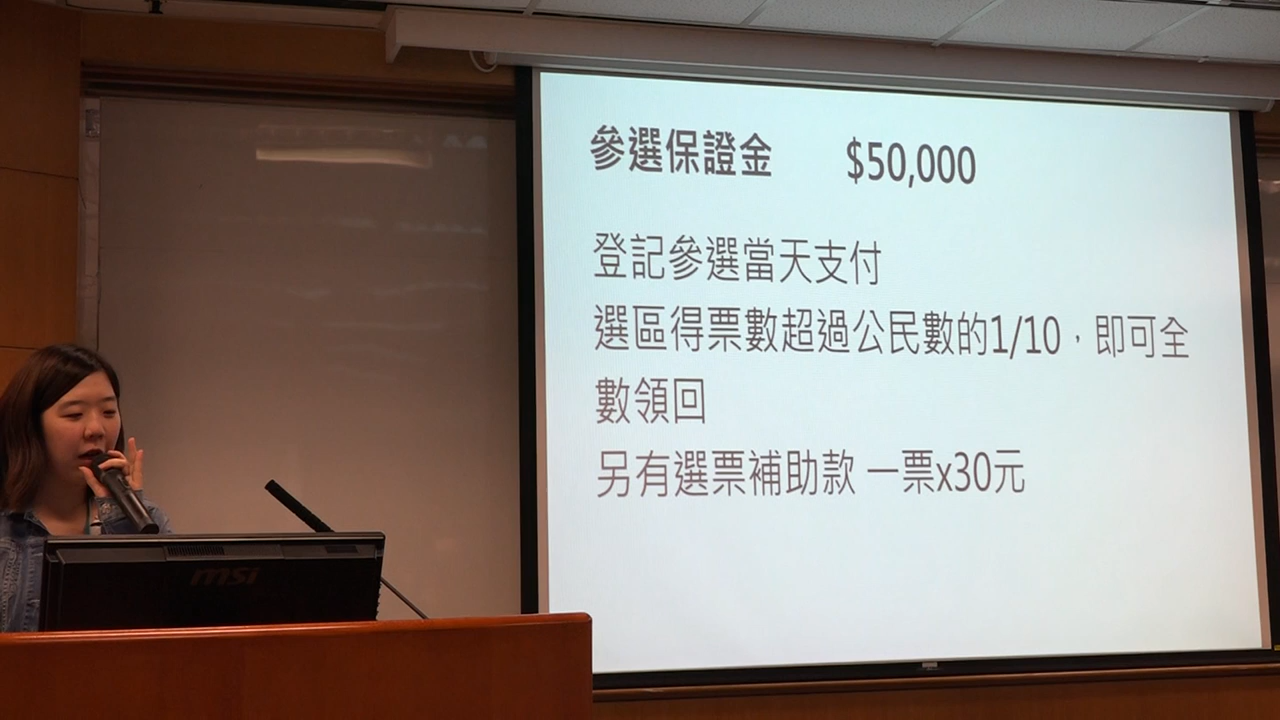 參選保證金 $50,000
登記參選當天支付
選區得票數超過公民數的1/10，即可全
數領回
另有選票補助款 一票x30元
msi